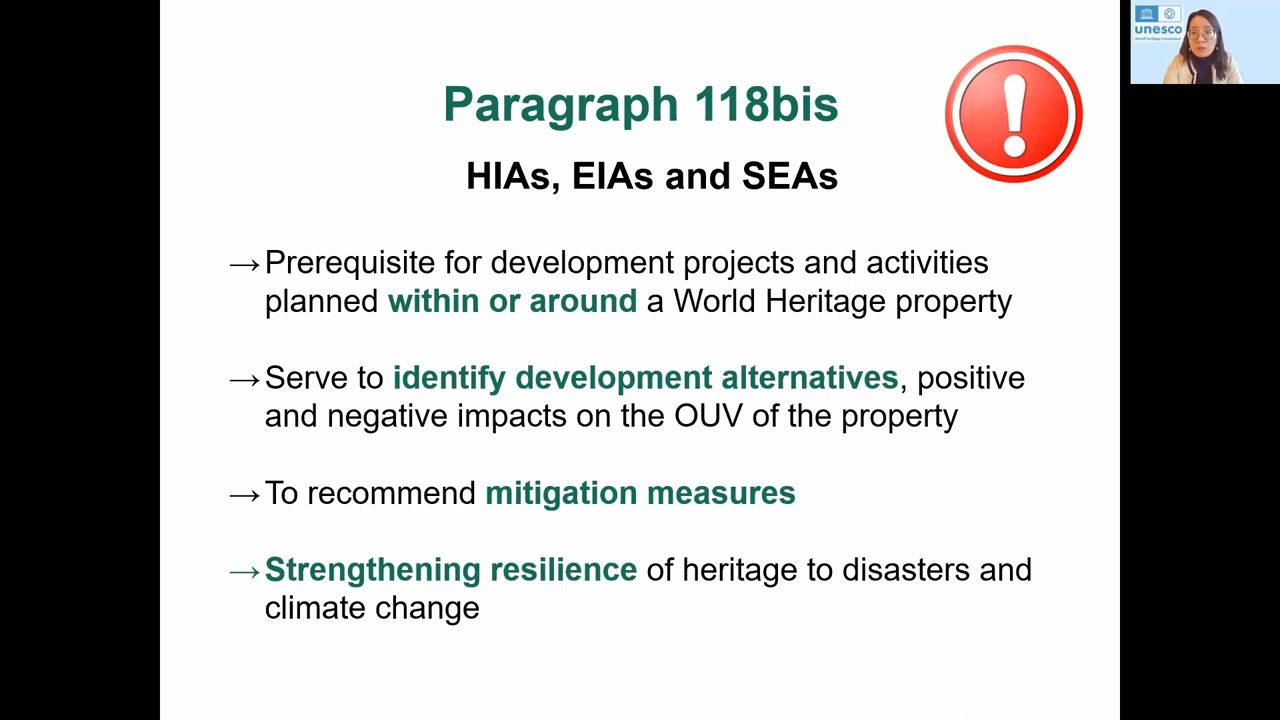 Paragraph 118bis
HIAs, EIAs and SEAs
→Prerequisite for development projects and activities
planned within or around a World Heritage property
→Serve to identify development alternatives, positive
and negative impacts on the OUV of the property
→To recommend mitigation measures
→Strengthening resilience of heritage to disasters and
climate change
unesco